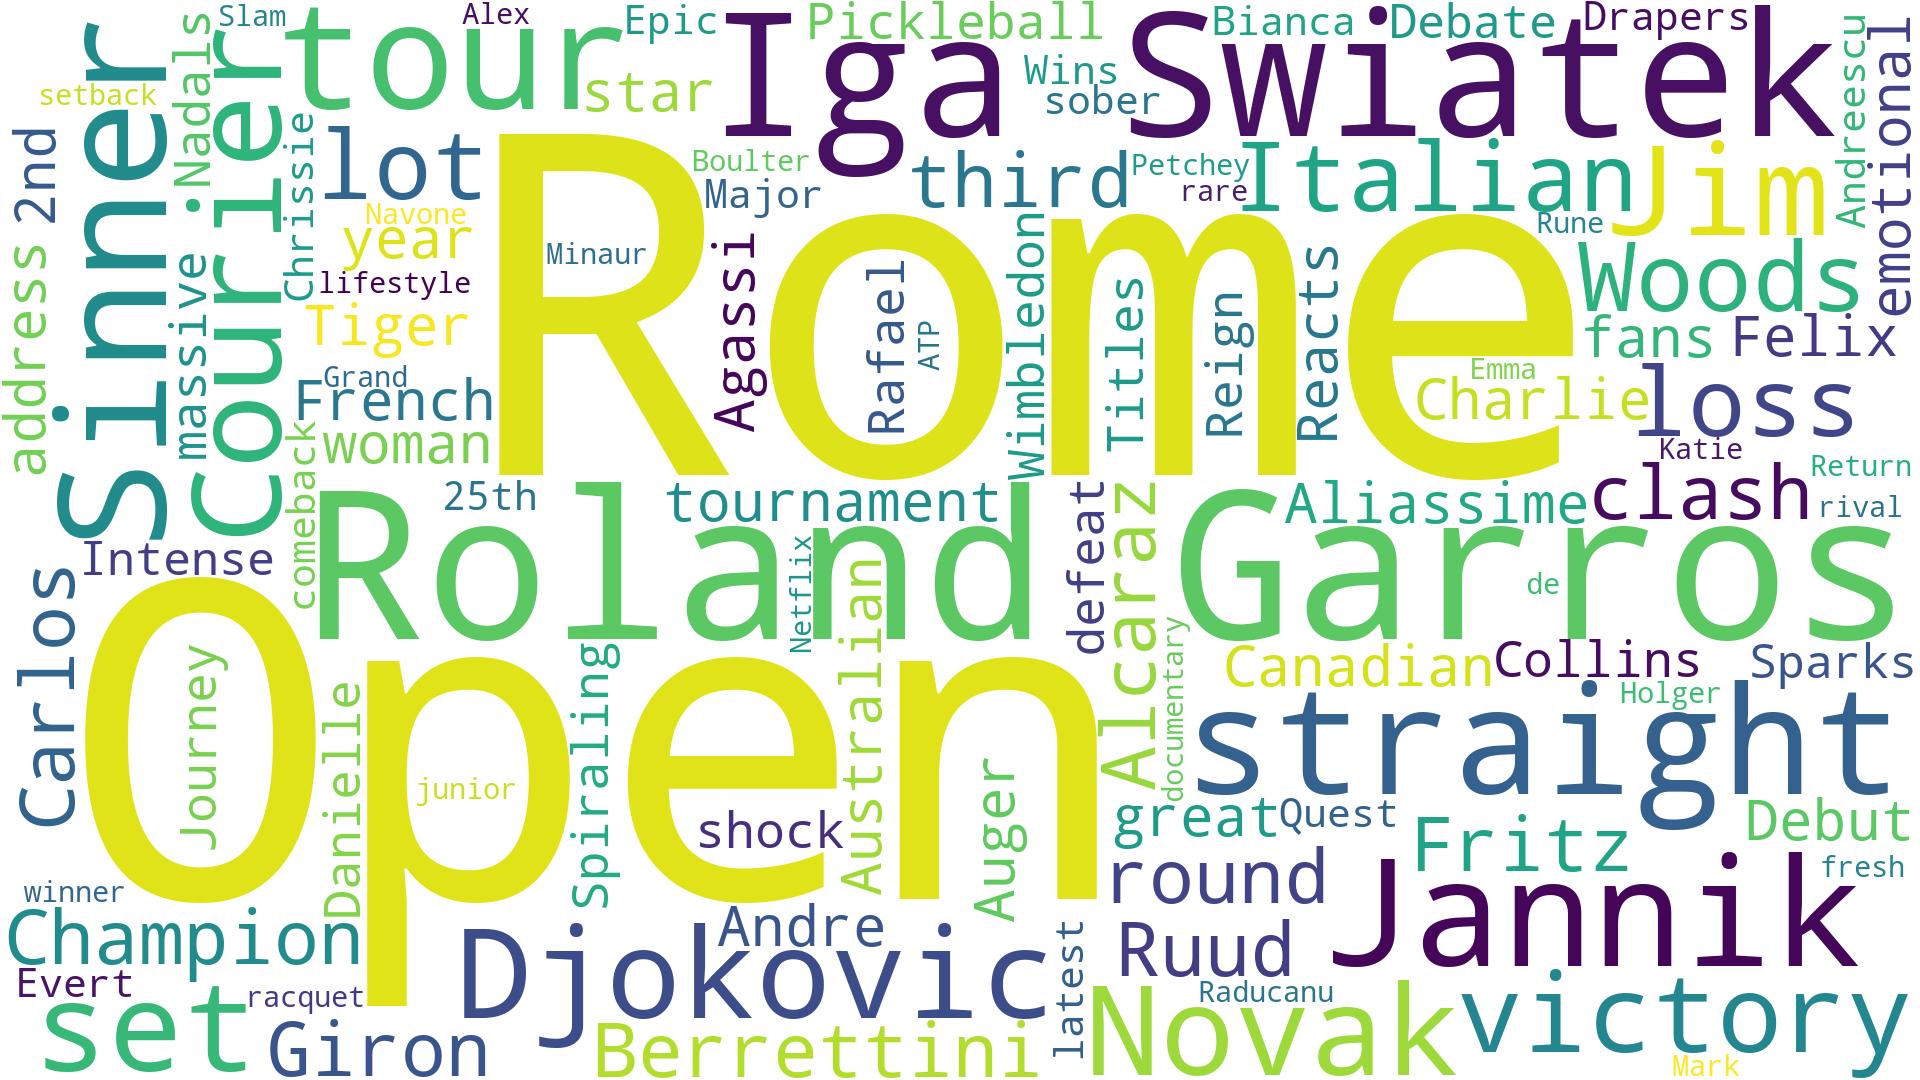 Slam
Alex
Epic
Pickleball
Bianca
Debate
Drapers
tour
Iga
Swiatek
Sinner
Courier
Nadals
setback
star
Wins
sober
Andreescu
emotional
2nd
Chrissie
lot
Boulter
Major
third
Petchey
rare
Italian
Jim
Navone
year
Minaur
Rome
Rune
Woods
lifestyle
Tiger
massive
address
Agassi
Rafael
ATP
Wimbledon
Titles
Reign
Reacts
fans
Felix
Grand
French
woman
Emma
Charlie
loss
Katie
Return
comeback
25th
tournament
defeat
Alcaraz
Aliassime
clash
rival
Intense
Roland
Garros
Netflix
de
Carlos
Open
Journey
Danielle
junior
Spiraling
shock
Australian
Auger
documentary
Canadian
Collins
Sparks
Holger
straight
great
Quest
Fritz
Debut
fresh
winner
Champion
Andre
round
Jannik
Evert
set
racquet
Giron
Djokovic
Berrettini
latest
Ruud
Raducanu
Novak
victory
Mark